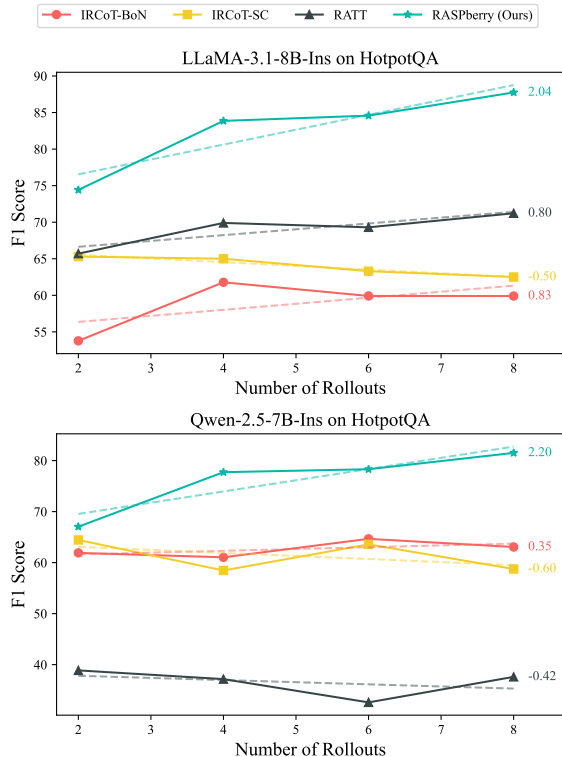 IRCoT-BoN IRCoT-SC RATT RASPberry (Ours)
LLaMA-3.1-8B-Ins on HotpotQA
90
85
80
75
70
65
60
55
F1 Score
2.04
0.80
-0.50
0.83
2 3 4 5 6 7 8
Number of Rollouts
Qwen-2.5-7B-Ins on HotpotQA
80
70
60
40
F1 Score
2.20
0.35
-0.60
-0.42
2 3 4 5 6 7 8
Number of Rollouts